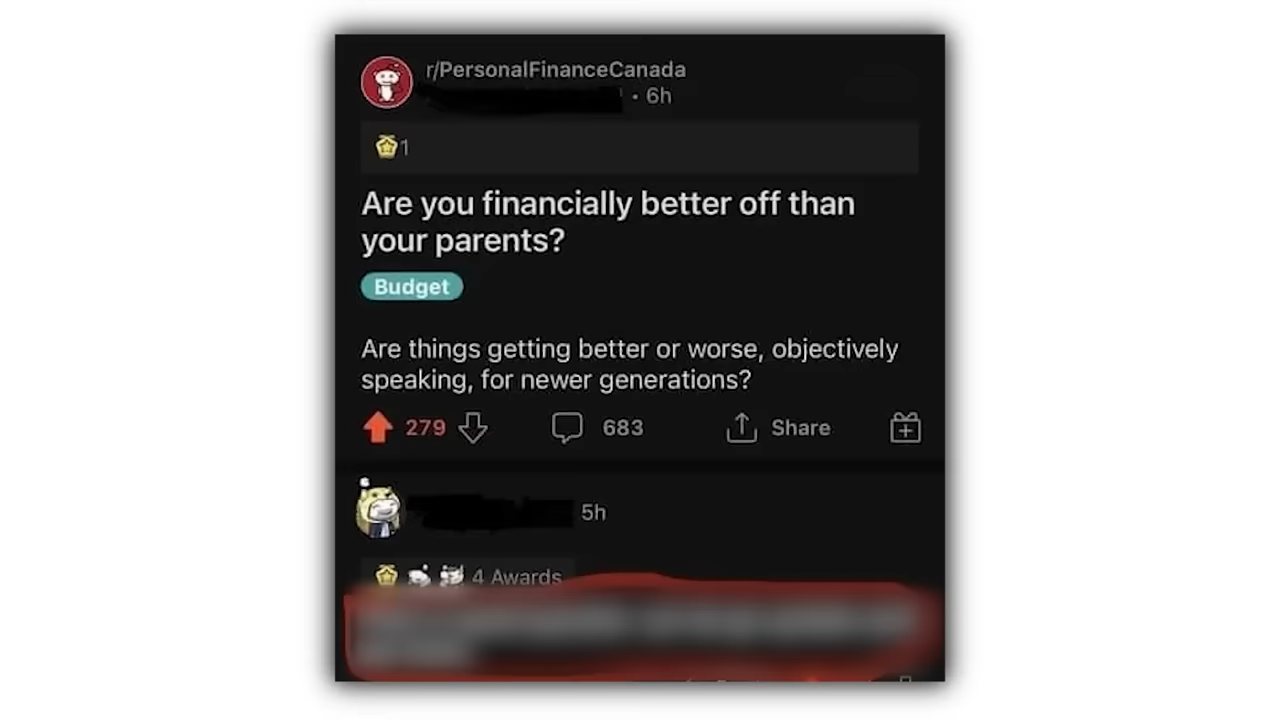 r/PersonalFinanceCanada
• 6h
1
Are you financially better off than
your parents?
Budget
Are things getting better or worse, objectively
speaking, for newer generations?
279 683 Share
5h
4 Awards